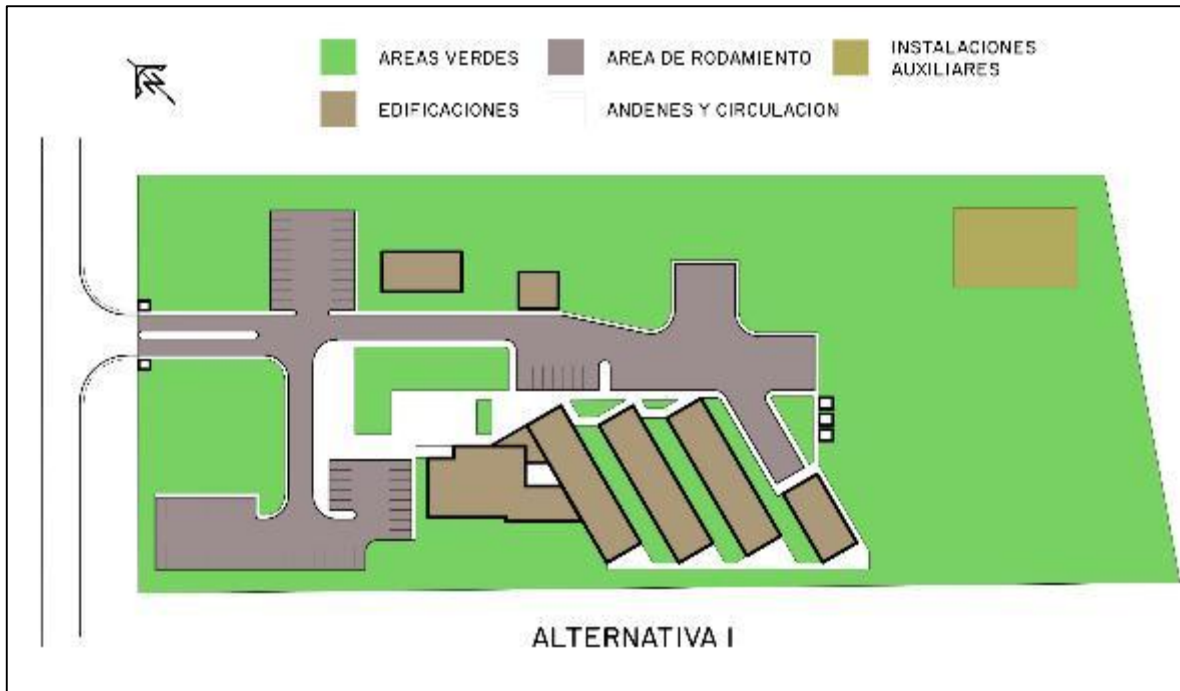 AREAS VERDES
AREA DE RODAMIENTO
INSTALACIONES
AUXILIARES
EDIFICACIONES
ANDENES Y CIRCULACION
ALTERNATIVA I